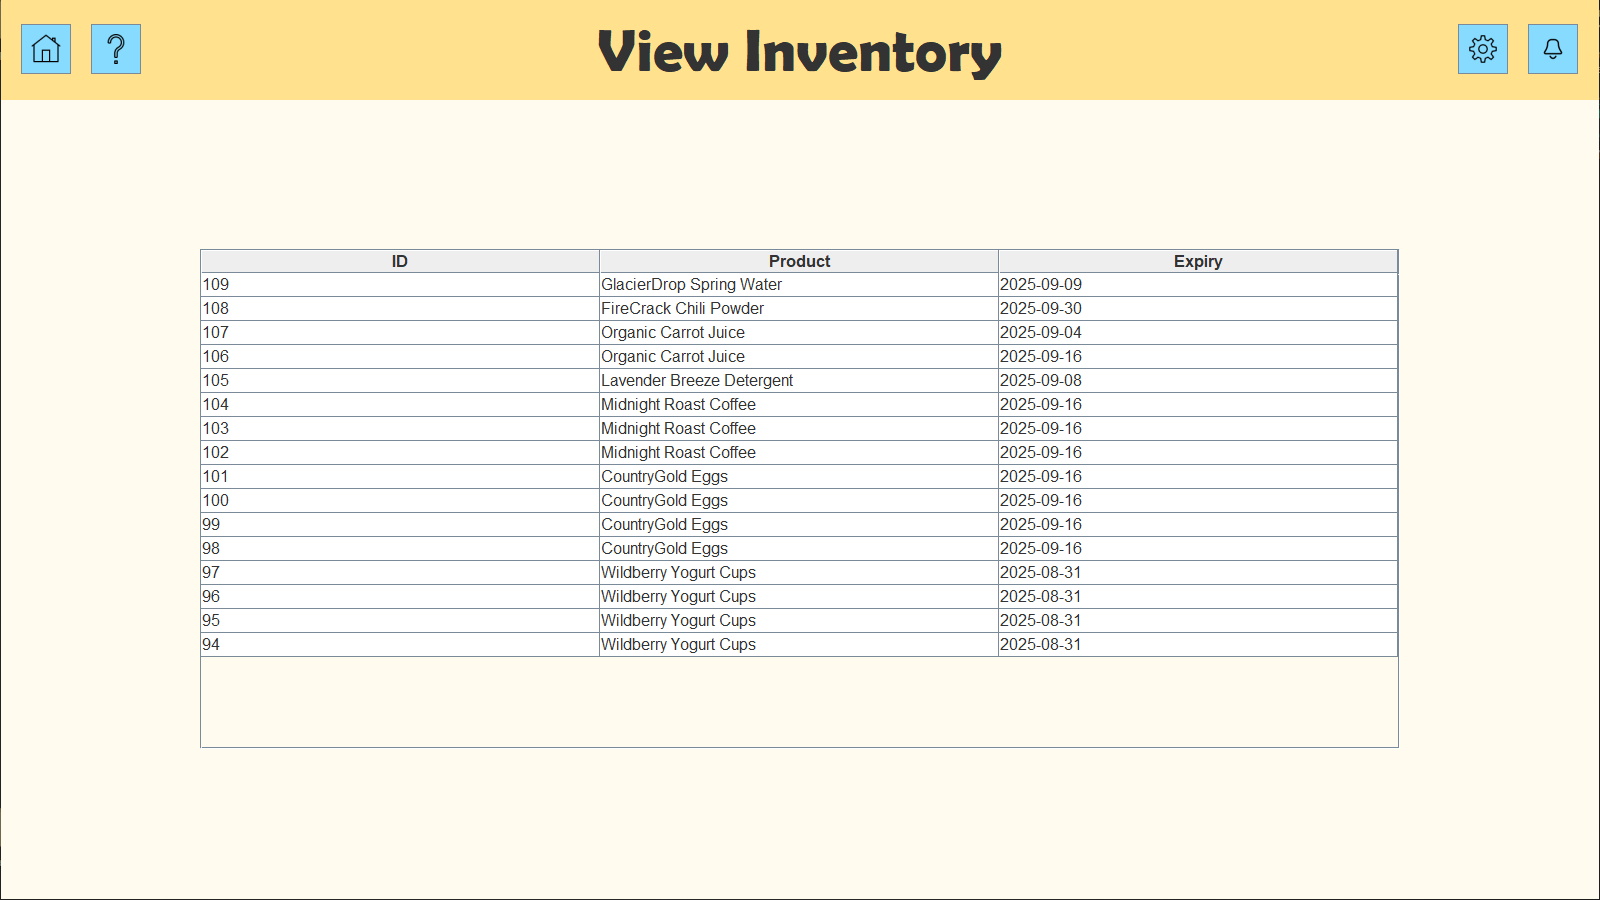 View Inventory
ID Product Expiry
109 GlacierDrop Spring Water 2025-09-09
108 FireCrack Chili Powder 2025-09-30
107 Organic Carrot Juice 2025-09-04
106 Organic Carrot Juice 2025-09-16
105 Lavender Breeze Detergent 2025-09-08
104 Midnight Roast Coffee 2025-09-16
103 Midnight Roast Coffee 2025-09-16
102 Midnight Roast Coffee 2025-09-16
101 CountryGold Eggs 2025-09-16
100 CountryGold Eggs 2025-09-16
99 CountryGold Eggs 2025-09-16
98 CountryGold Eggs 2025-09-16
97 Wildberry Yogurt Cups 2025-08-31
96 Wildberry Yogurt Cups 2025-08-31
95 Wildberry Yogurt Cups 2025-08-31
94 Wildberry Yogurt Cups 2025-08-31